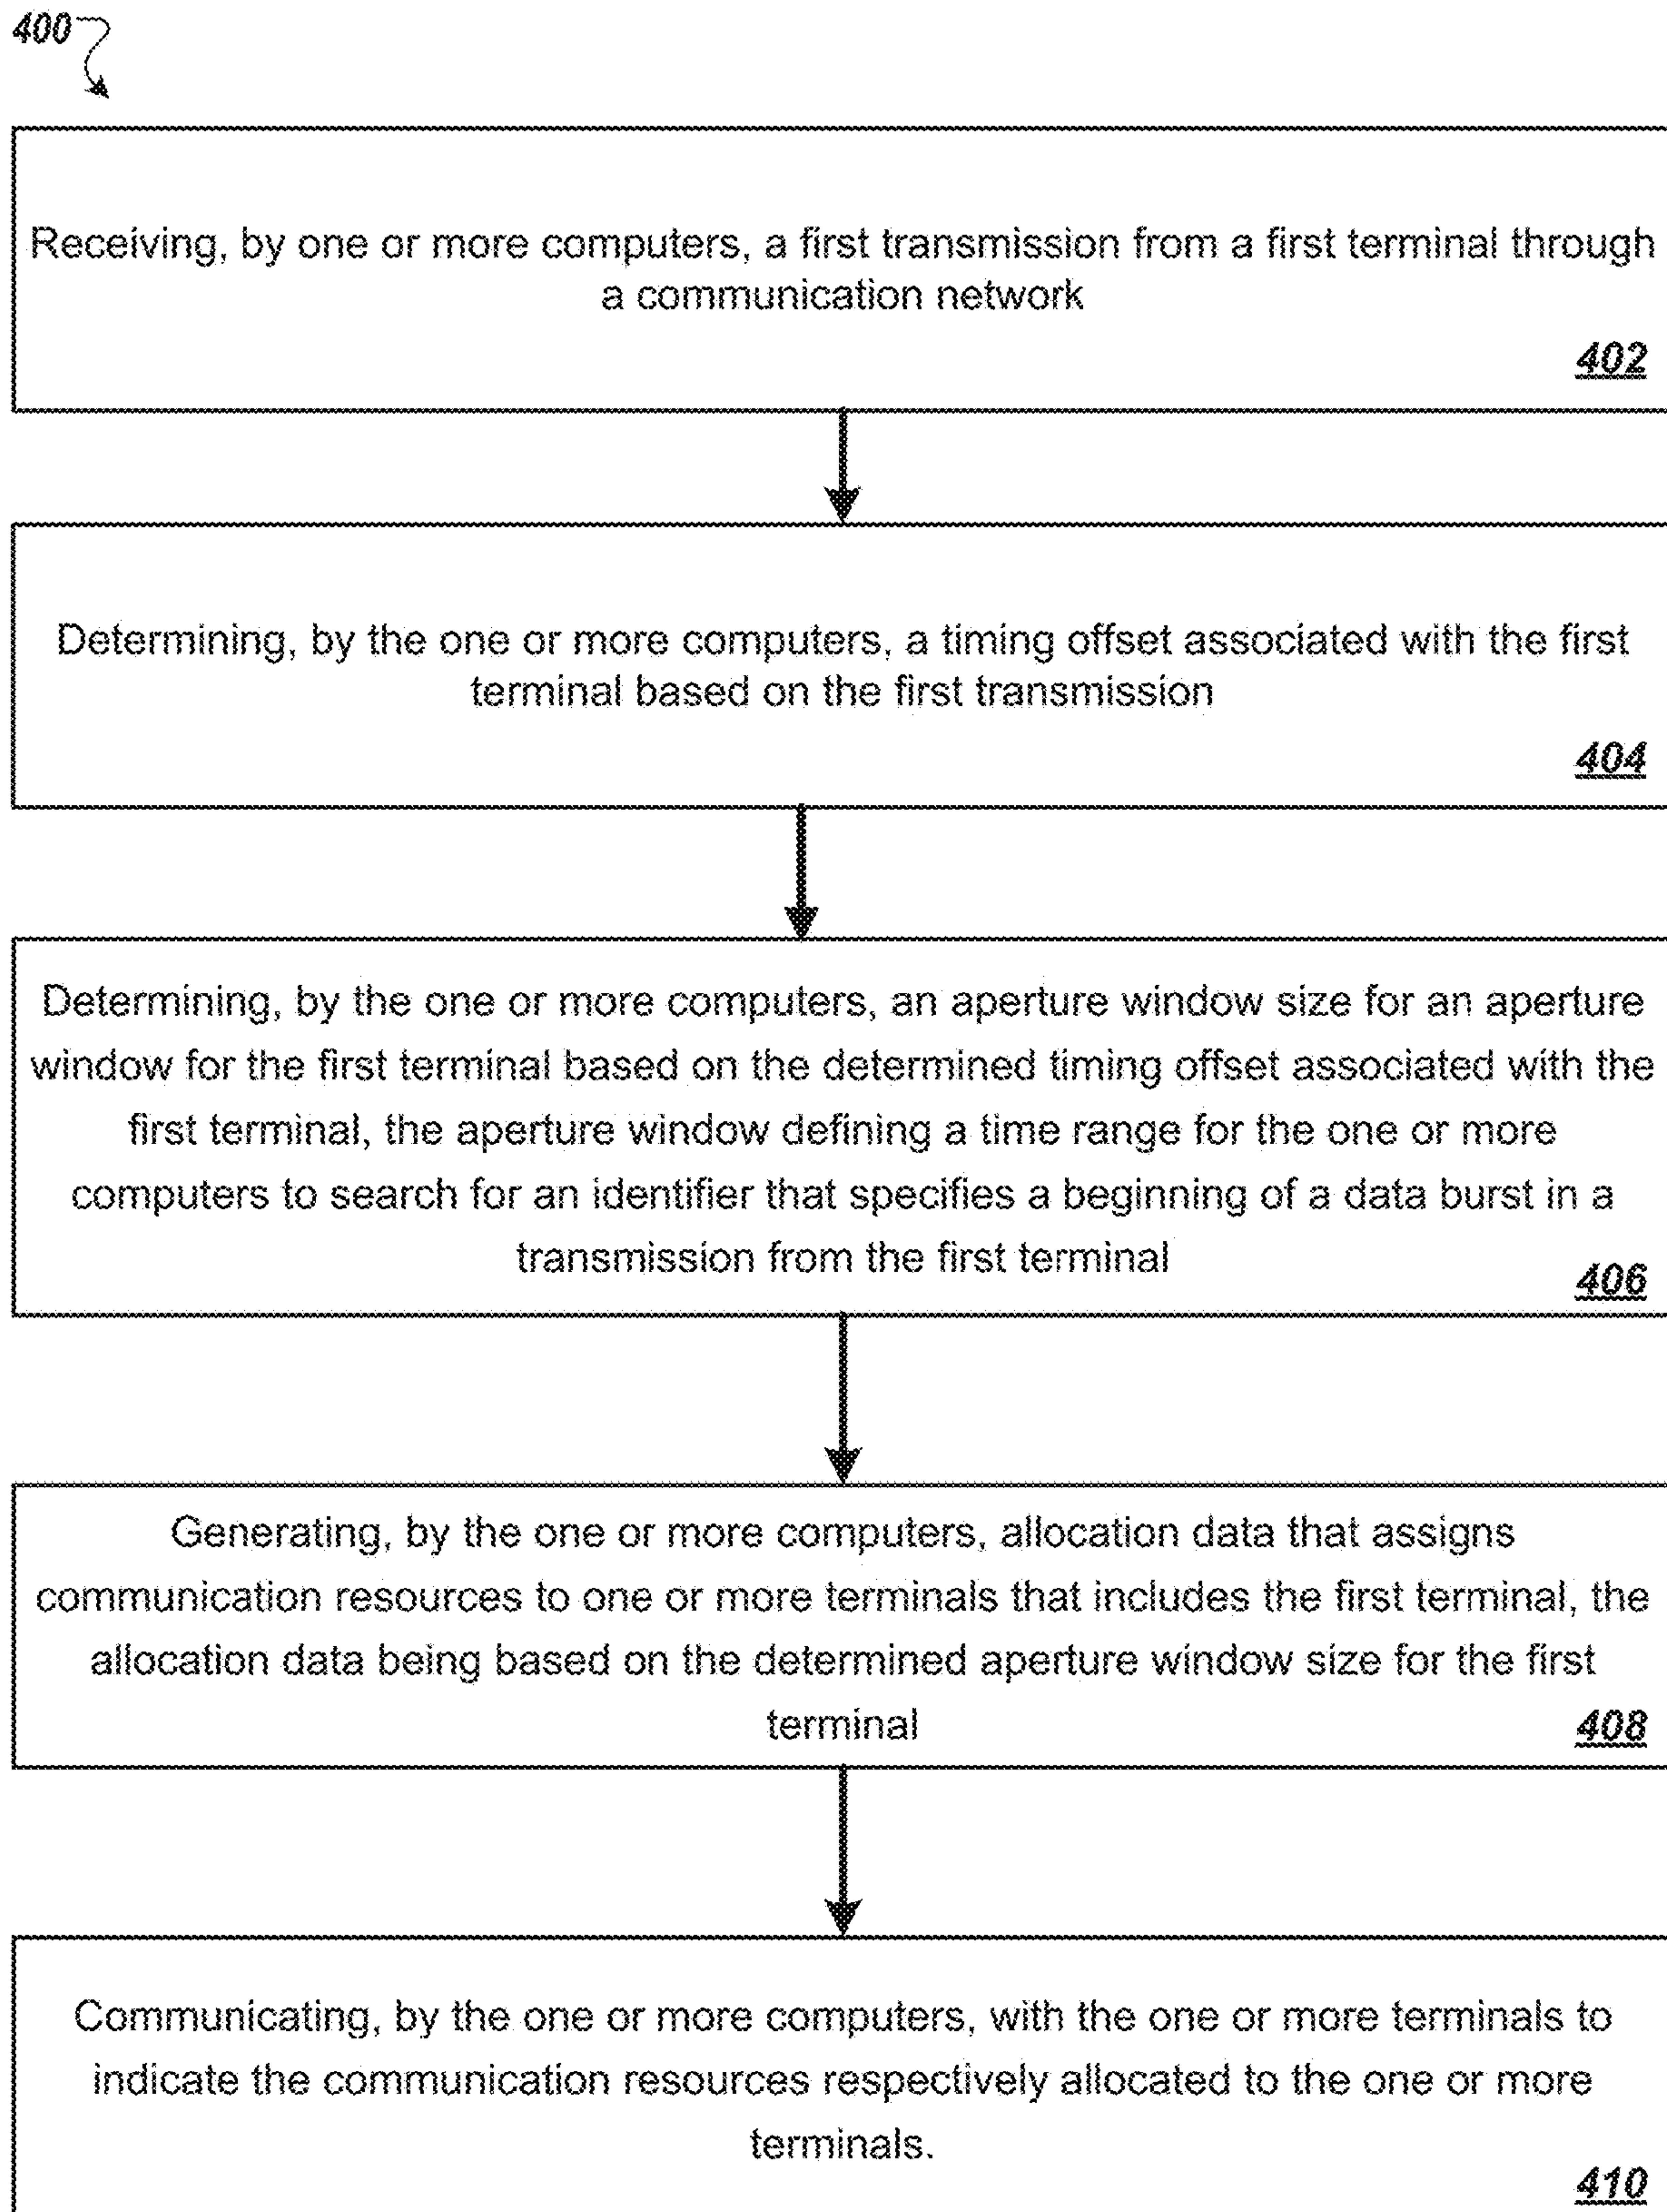 400
Receiving, by one or more computers, a first transmission from a first terminal through
a communication network
402
Determining, by the one or more computers, a timing offset associated with the first
terminal based on the first transmission
404
Determining, by the one or more computers, an aperture window size for an aperture
window for the first terminal based on the determined timing offset associated with the
first terminal, the aperture window defining a time range for the one or more
computers to search for an identifier that specifies a beginning of a data burst in a
transmission from the first terminal
406
Generating, by the one or more computers, allocation data that assigns
communication resources to one or more terminals that includes the first terminal, the
allocation data being based on the determined aperture window size for the first
terminal
408
Communicating, by the one or more computers, with the one or more terminals to
indicate the communication resources respectively allocated to the one or more
terminals.
410